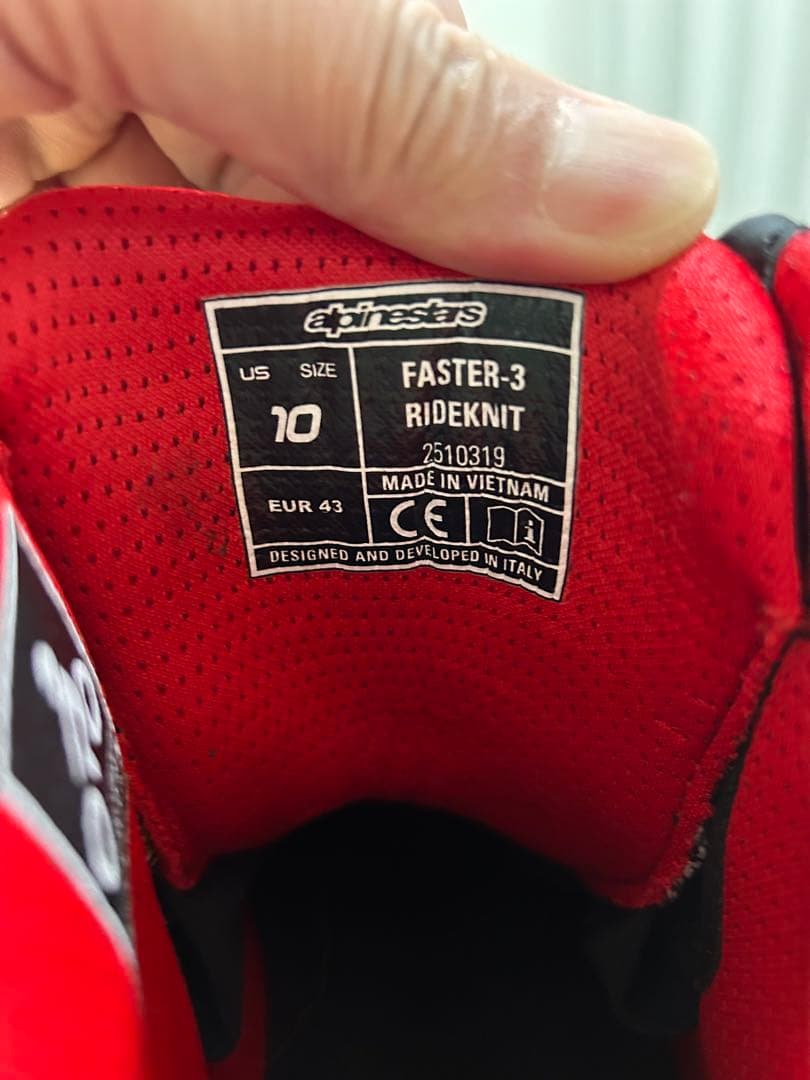 alpinestars
US SIZE
10
FASTER-3
RIDEKNIT
2510319
EUR 43
MADE IN VIETNAM
CE
i
DESIGNED AND DEVELOPED IN ITALY